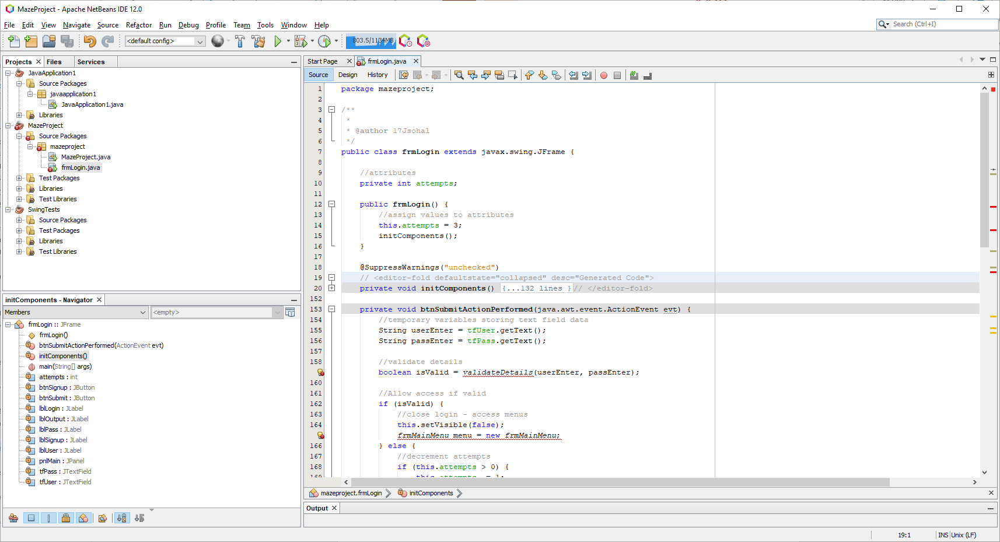 MazeProject - Apache NetBeans IDE 12.0
File Edit View Navigate Source Refactor Run Debug Profile Team Tools Window Help
Search (Ctrl+I)
<default config>
803.5/1134MB
Projects Files Services
JavaApplication1
Source Packages
javaapplication1
JavaApplication1.java
Libraries
MazeProject
Source Packages
mazeproject
MazeProject.java
frmLogin.java
Test Packages
Libraries
Test Libraries
SwingTests
Source Packages
Test Packages
Libraries
Test Libraries
initComponents - Navigator
Members
<empty>
frmLogin :: JFrame
frmLogin()
btnSubmitActionPerformed(ActionEvent evt)
initComponents()
main(String[] args)
attempts : int
btnSignup : JButton
btnSubmit : JButton
lblLogin : JLabel
lblOutput : JLabel
lblPass : JLabel
lblSignup : JLabel
lblUser : JLabel
pnlMain : JPanel
tfPass : JTextField
tfUser : JTextField
Start Page frmLogin.java
Source Design History
1 package mazeproject;
2
3 /**
4 *
5 * @author 17Jsohal
6 */
7 public class frmLogin extends javax.swing.JFrame {
8
9 //attributes
10 private int attempts;
11
12 public frmLogin() {
13 //assign values to attributes
14 this.attempts = 3;
15 initComponents();
16 }
17
18 @SuppressWarnings("unchecked")
19 // <editor-fold defaultstate="collapsed" desc="Generated Code">
20 private void initComponents() {...132 lines }// </editor-fold>
152
153 private void btnSubmitActionPerformed(java.awt.event.ActionEvent evt) {
154 //temporary variables storing text field data
155 String userEnter = tfUser.getText();
156 String passEnter = tfPass.getText();
157
158 //validate details
boolean isValid = validateDetails(userEnter, passEnter);
160
161 //Allow access if valid
162 if (isValid) {
163 //close login - access menus
164 this.setVisible(false);
frmMainMenu menu = new frmMainMenu;
166 } else {
167 //decrement attempts
168 if (this.attempts > 0) {
mazeproject.frmLogin initComponents
Output
19:1 INS Unix (LF)